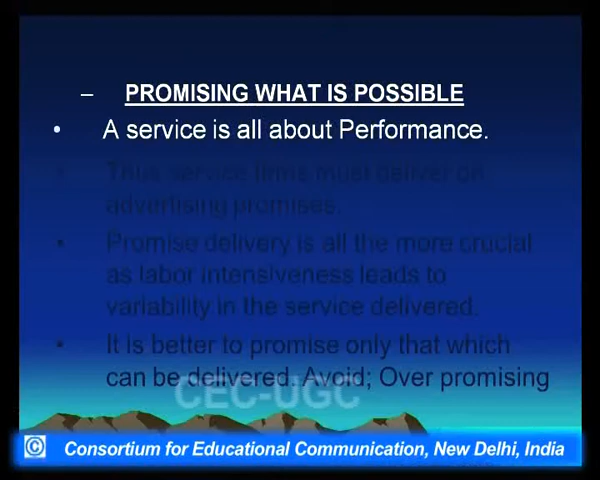 – PROMISING WHAT IS POSSIBLE
• A service is all about Performance.
• Thus service firms must deliver on
advertising promises.
• Promise delivery is all the more crucial
as labor intensiveness leads to
variability in the service delivered.
• It is better to promise only that which
can be delivered. Avoid; Over promising
CEC-UGC
© Consortium for Educational Communication, New Delhi, India